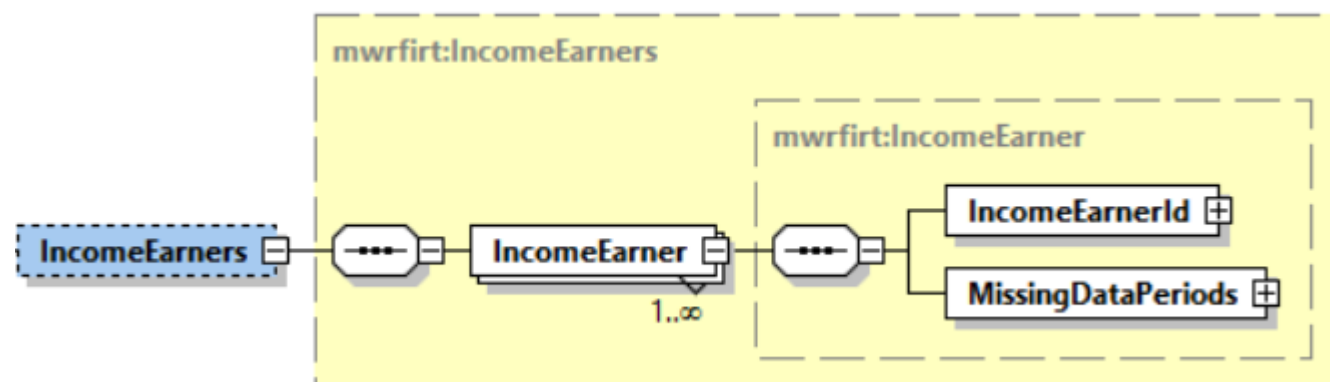 mwrfirt:IncomeEarners
mwrfirt:IncomeEarner
IncomeEarners
IncomeEarner
1..∞
IncomeEarnerId
MissingDataPeriods